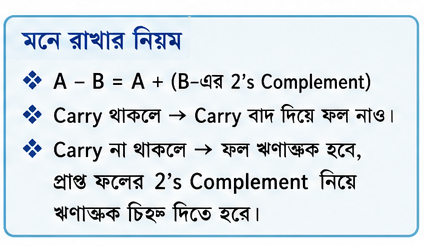 মনে রাখার নিয়ম
❖ A – B = A + (B–এর 2's Complement)
❖ Carry থাকলে → Carry বাদ দিয়ে ফল নাও।
❖ Carry না থাকলে → ফল ঋণাত্মক হবে,
প্রাপ্ত ফলের 2's Complement নিয়ে
ঋণাত্মক চিহ্ন দিতে হরে।